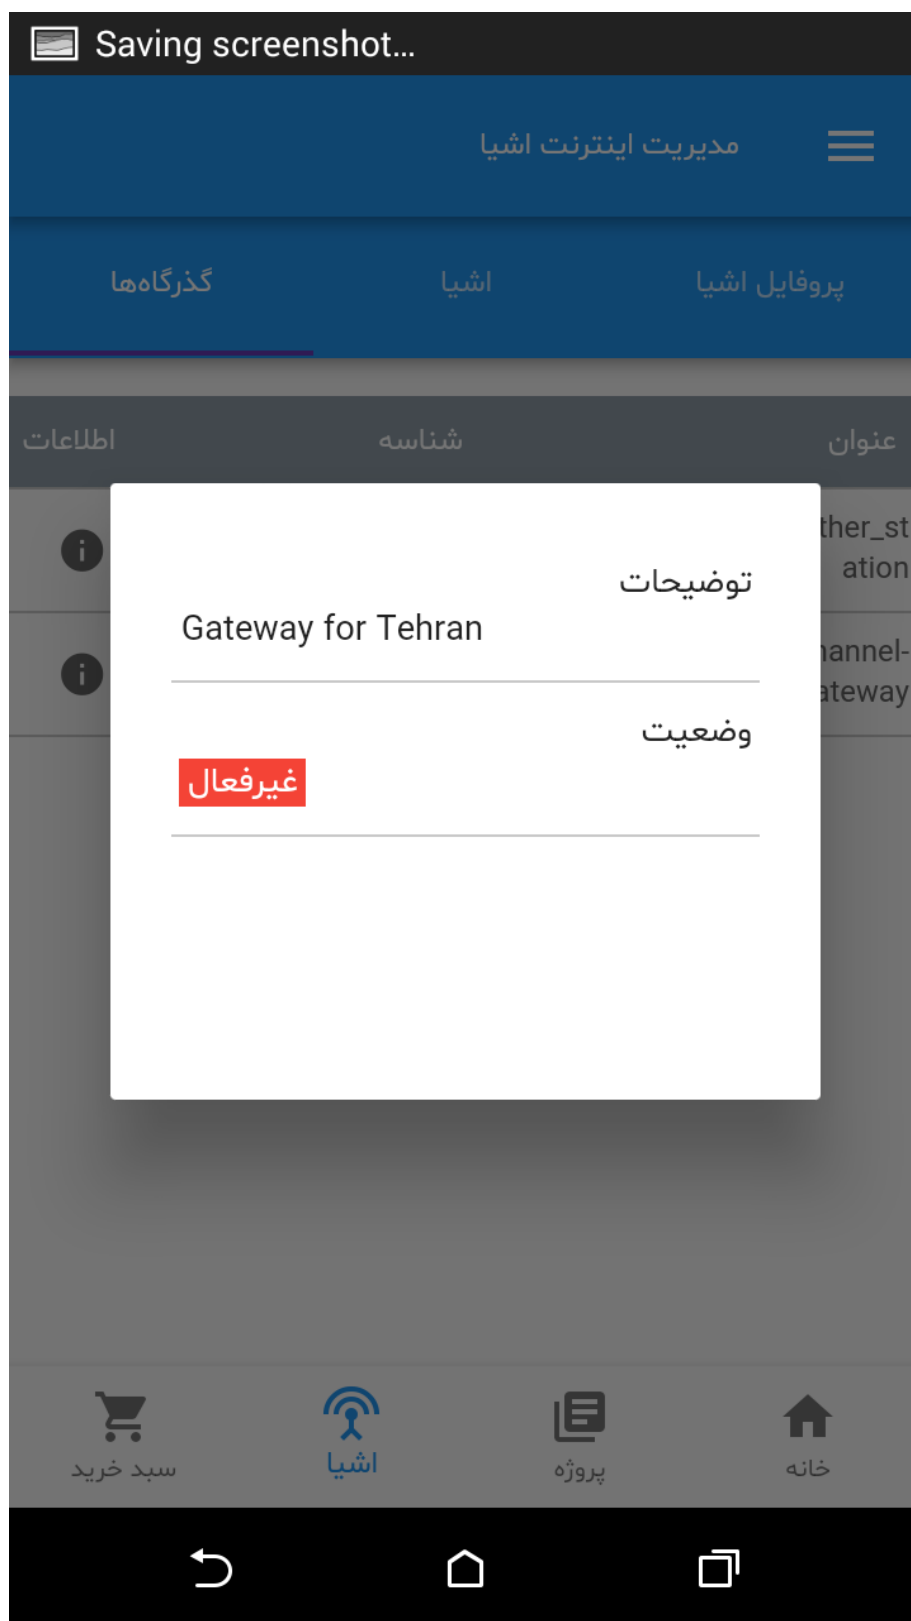 Saving screenshot...
مدیریت اینترنت اشیا
پروفایل اشیا
اشیا
گذرگاه‌ها
عنوان
شناسه
اطلاعات
ther_st
ation
توضیحات
Gateway for Tehran
hannel-
ateway
وضعیت
غیرفعال
خانه
پروژه
اشیا
سبد خرید